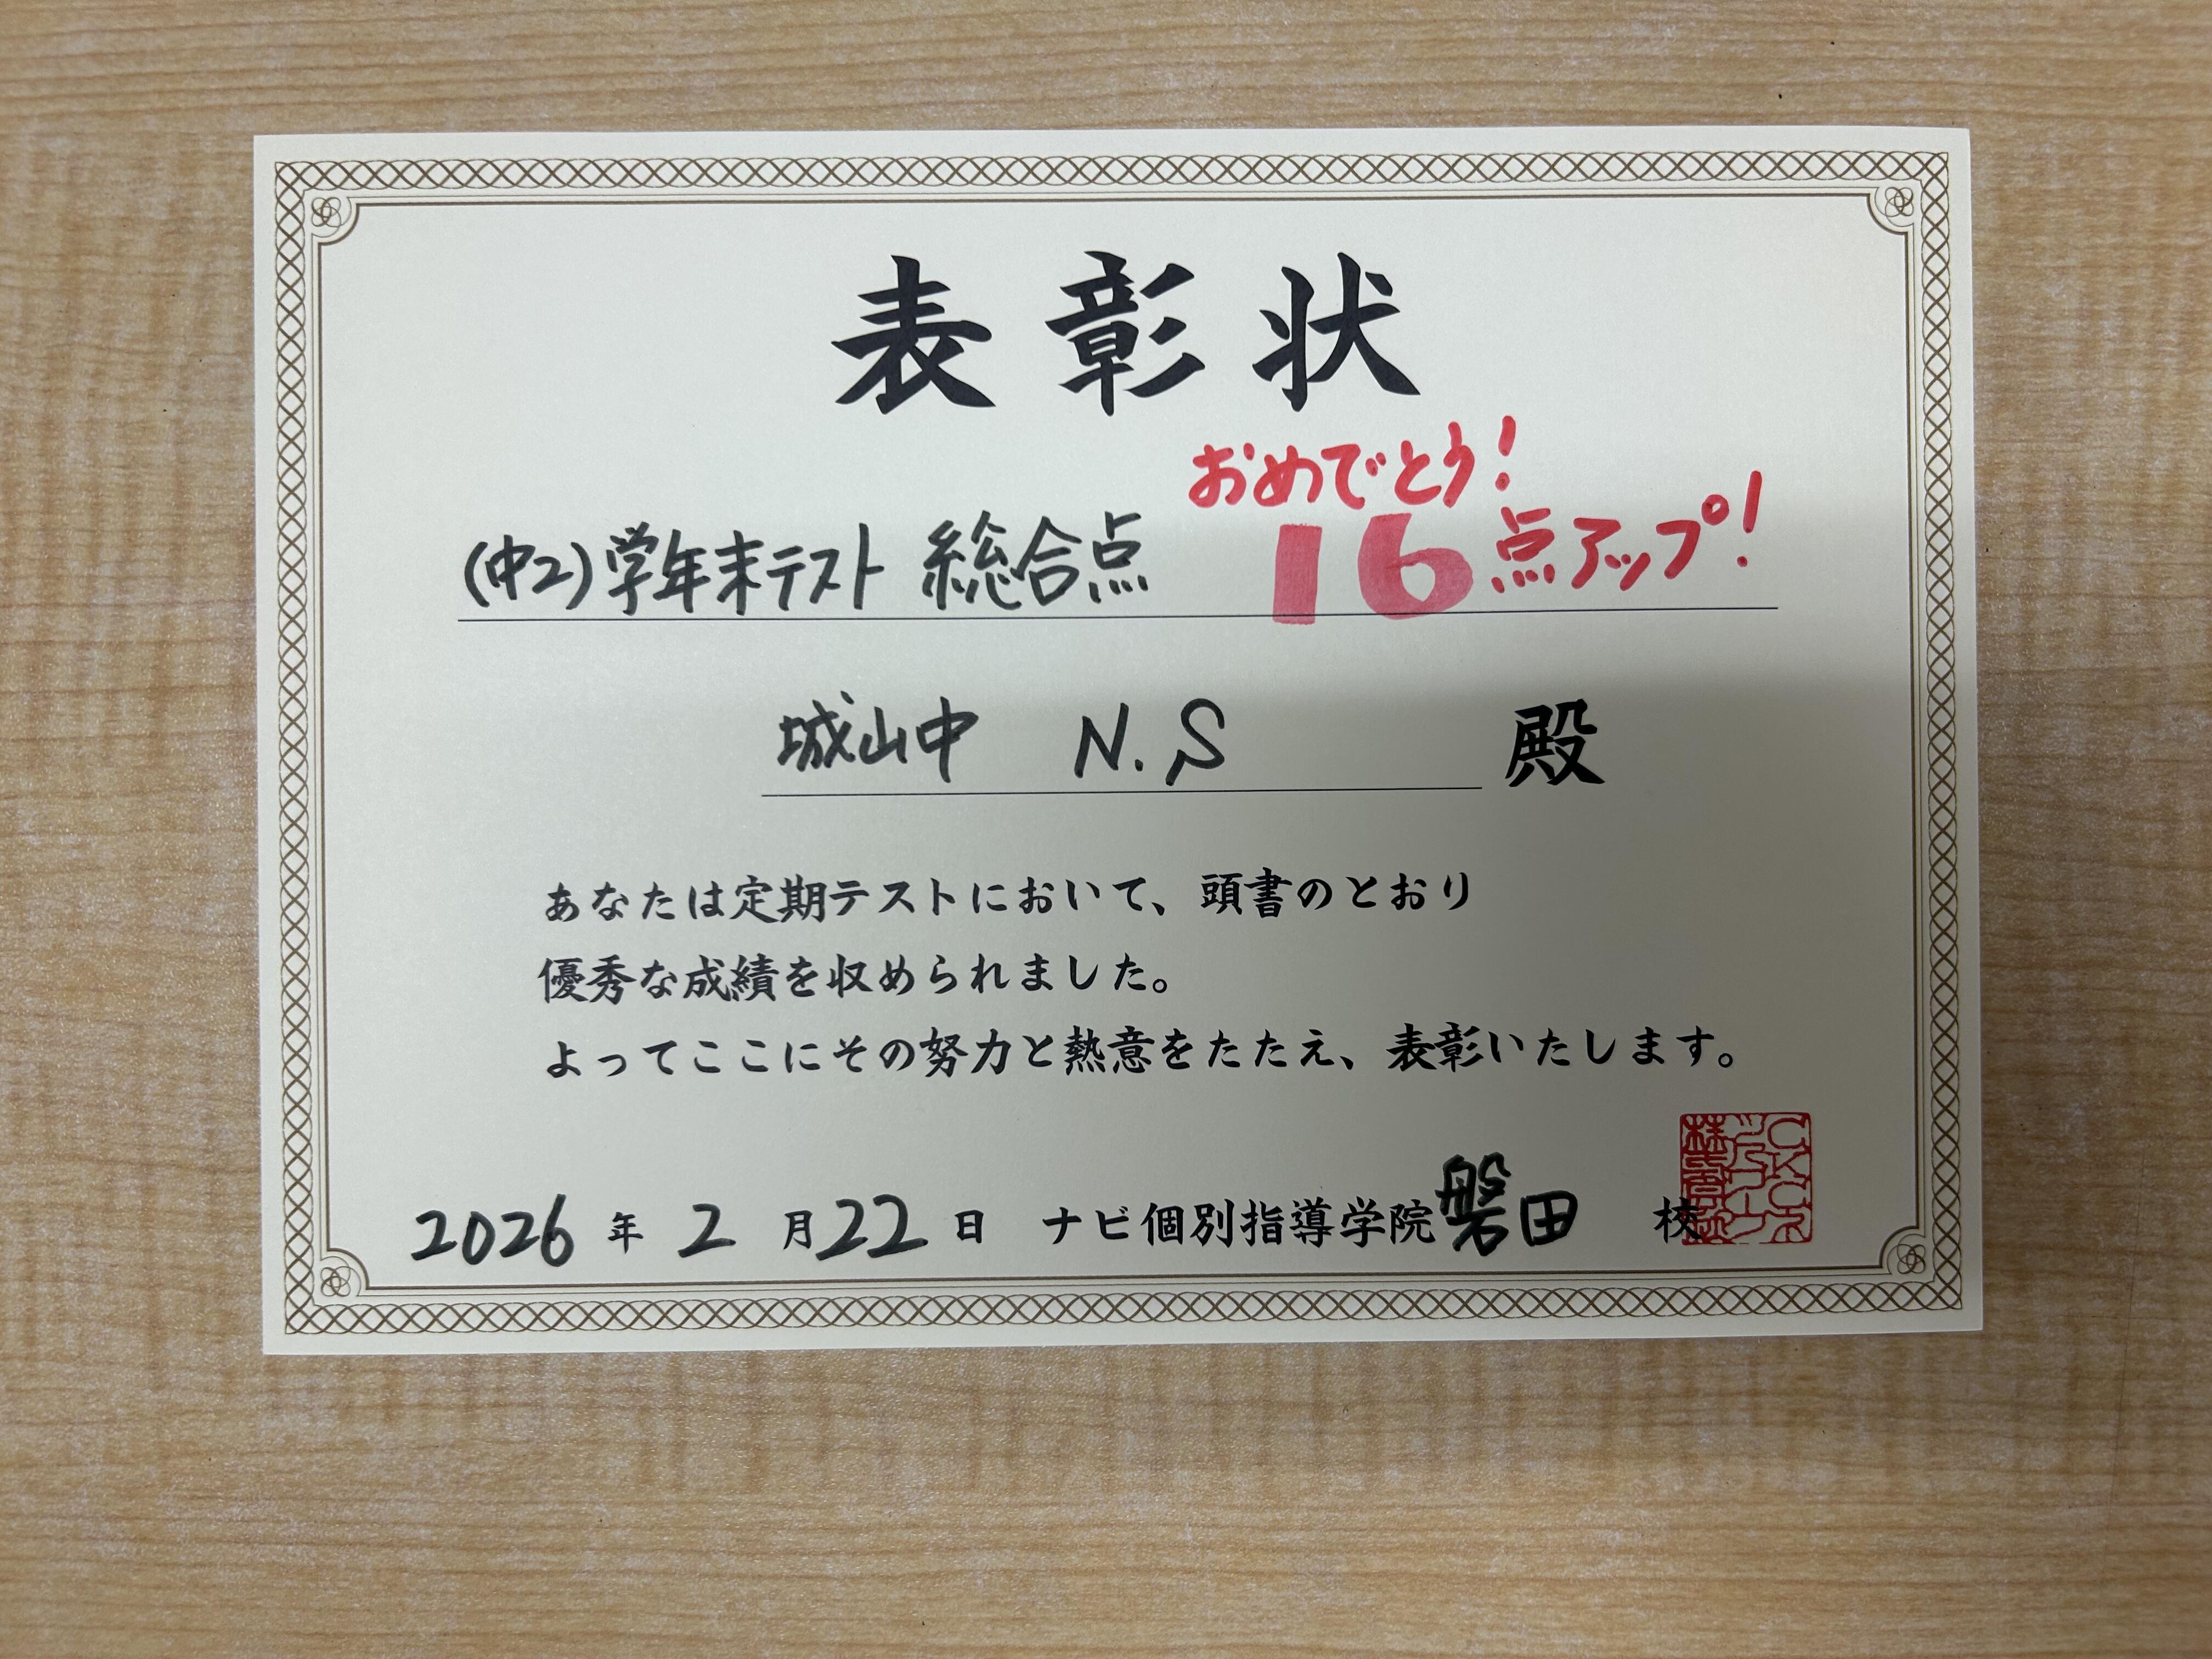 表彰状
おめでとう!
(中2)学年末テスト 総合点 16点アップ!
城山中 N.S 殿
あなたは定期テストにおいて、頭書のとおり
優秀な成績を収められました。
よってここにその努力と熱意をたたえ、表彰いたします。
2026年2月22日 ナビ個別指導学院磐田校